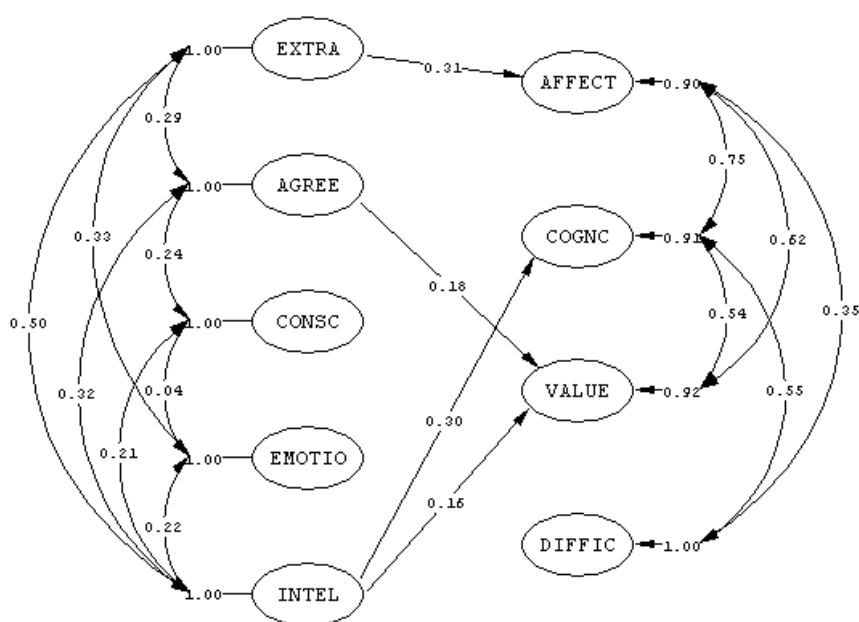 1.00 EXTRA
0.31
AFFECT 0.90
0.29
0.75
1.00 AGREE
0.33
COGNC 0.91
0.62
0.24
0.18
0.50
1.00 CONSC
0.54
0.35
0.32
0.04
VALUE 0.92
0.55
0.30
0.21
1.00 EMOTIO
0.15
0.22
DIFFIC 1.00
1.00 INTEL